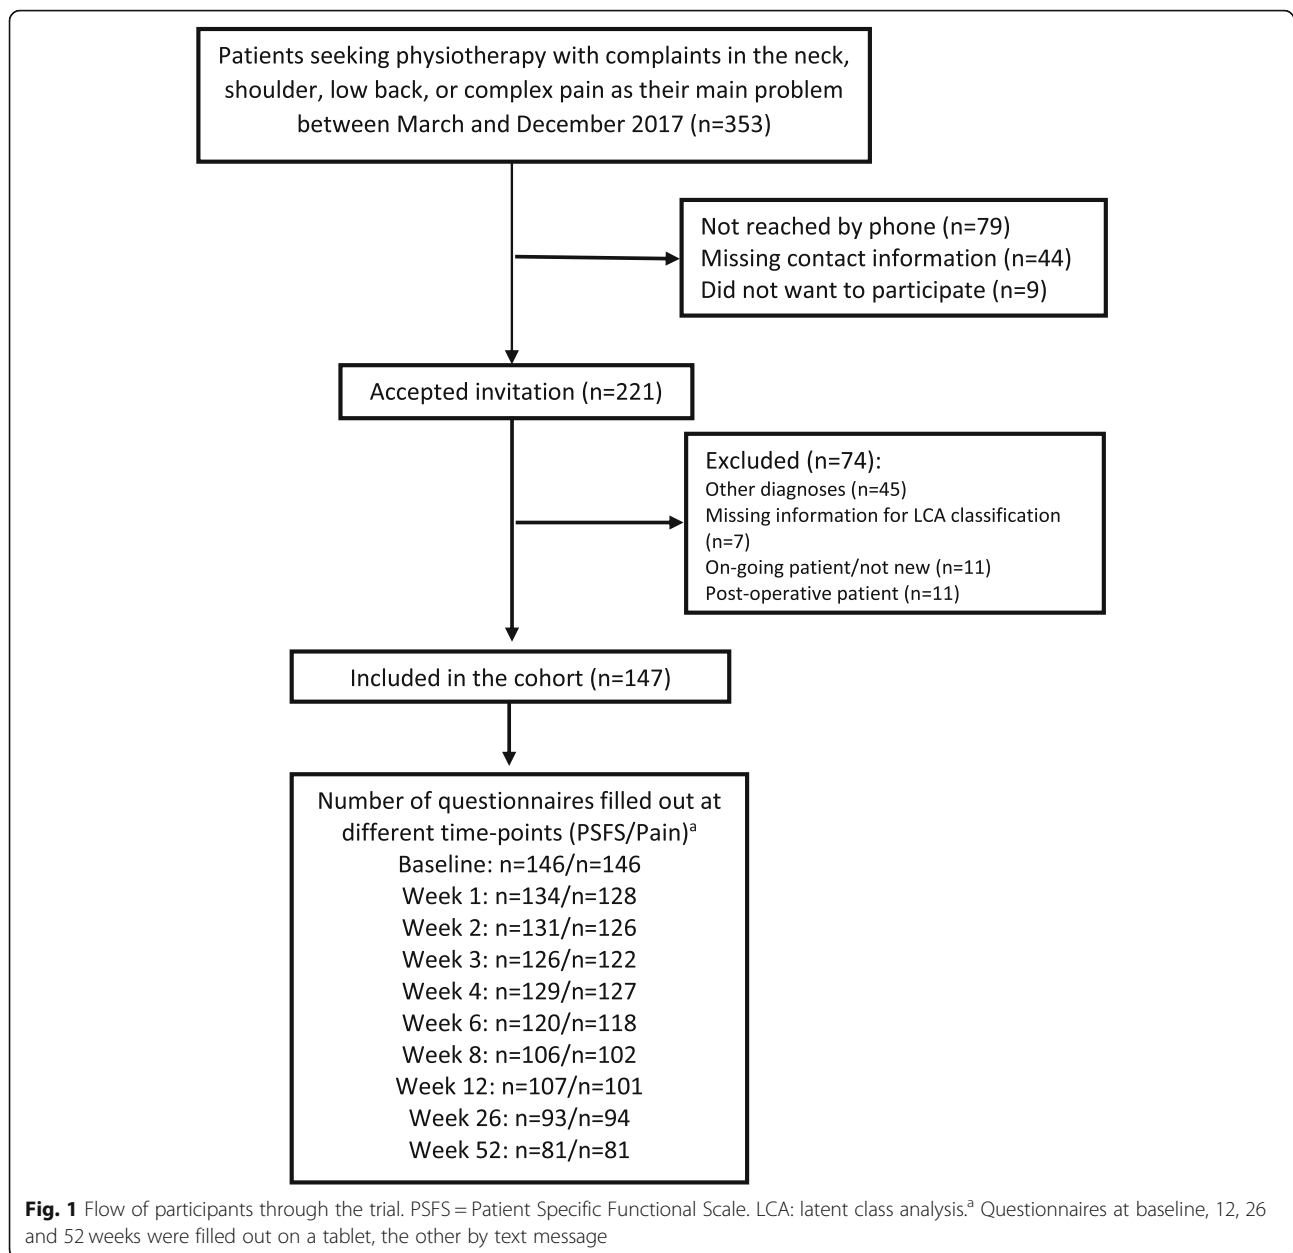 Patients seeking physiotherapy with complaints in the neck,
shoulder, low back, or complex pain as their main problem
between March and December 2017 (n=353)
Not reached by phone (n=79)
Missing contact information (n=44)
Did not want to participate (n=9)
Accepted invitation (n=221)
Excluded (n=74):
Other diagnoses (n=45)
Missing information for LCA classification
(n=7)
On-going patient/not new (n=11)
Post-operative patient (n=11)
Included in the cohort (n=147)
Number of questionnaires filled out at
different time-points (PSFS/Pain)ª
Baseline: n=146/n=146
Week 1: n=134/n=128
Week 2: n=131/n=126
Week 3: n=126/n=122
Week 4: n=129/n=127
Week 6: n=120/n=118
Week 8: n=106/n=102
Week 12: n=107/n=101
Week 26: n=93/n=94
Week 52: n=81/n=81
Fig. 1 Flow of participants through the trial. PSFS = Patient Specific Functional Scale. LCA: latent class analysis.ª Questionnaires at baseline, 12, 26
and 52 weeks were filled out on a tablet, the other by text message